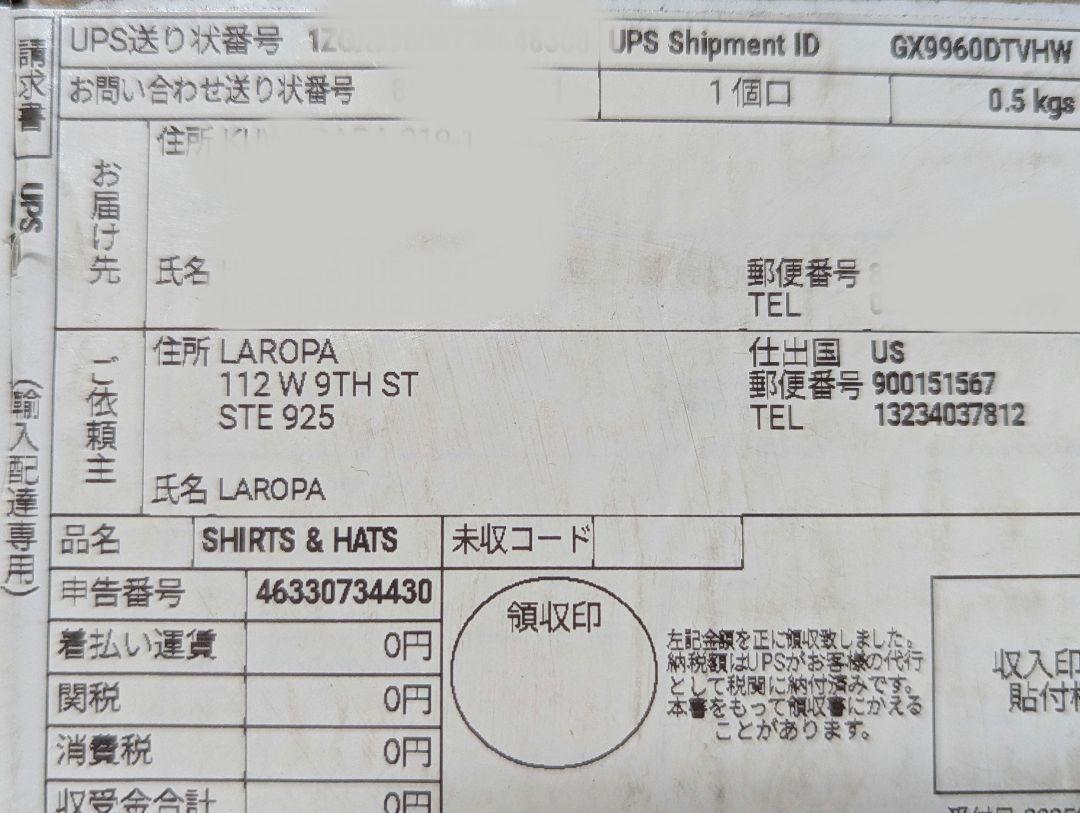 請求書
UPS送り状番号
UPS Shipment ID GX9960DTVHW
お問い合わせ送り状番号
1個口 0.5 kgs
ups
(輸入配達専用)
お届け先
住所
氏名
郵便番号
TEL
ご依頼主
住所 LAROPA
112 W 9TH ST
STE 925
氏名 LAROPA
仕出国 US
郵便番号 900151567
TEL 13234037812
品名 SHIRTS & HATS 未収コード
申告番号 46330734430
着払い運賃 0円
関税 0円
消費税 0円
収受金合計 0円
領収印
左記金額を正に領収致しました。
納税額はUPSがお客様の代行
として税関に納付済みです。
本書をもって領収書にかえる
ことがあります。
収入印
貼付